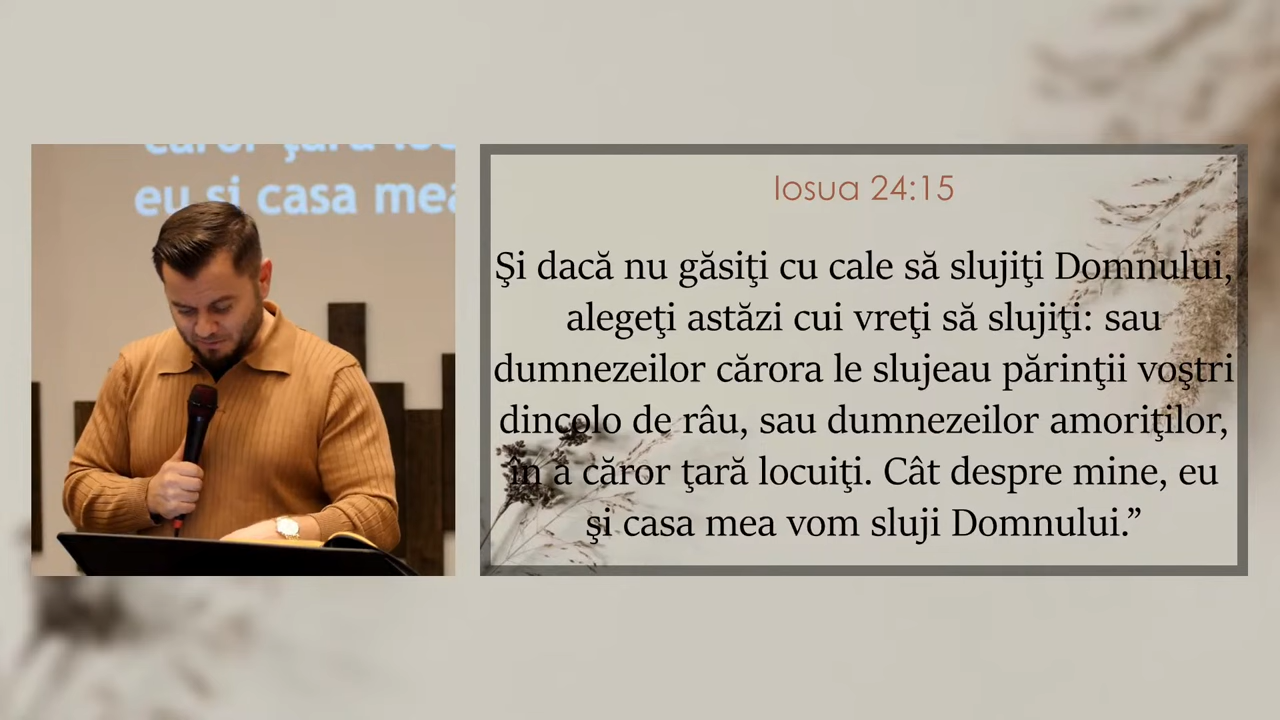 eu și casa mea
Iosua 24:15
Şi dacă nu găsiţi cu cale să slujiţi Domnului,
alegeţi astăzi cui vreţi să slujiţi: sau
dumnezeilor cărora le slujeau părinţii voştri
dincolo de râu, sau dumnezeilor amoriţilor,
în a căror ţară locuiţi. Cât despre mine, eu
şi casa mea vom sluji Domnului.”